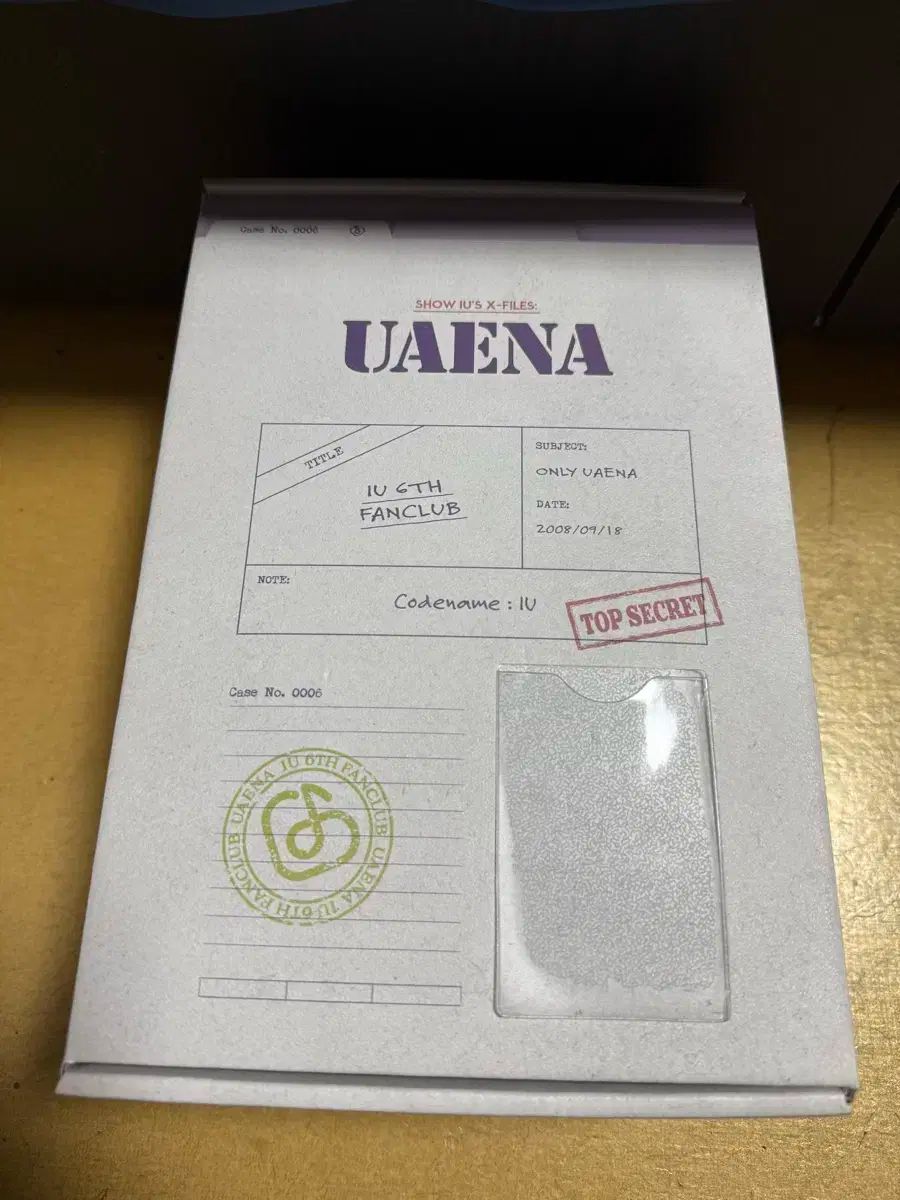 Case No. 0006
SHOW IU'S X-FILES:
UAENA
TITLE
IU 6TH
FANCLUB
SUBJECT:
ONLY UAENA
DATE:
2008/09/18
NOTE:
Codename : IU
TOP SECRET
Case No. 0006
UAENA IU 6TH FANCLUB UAENA IU 6TH FANCLUB